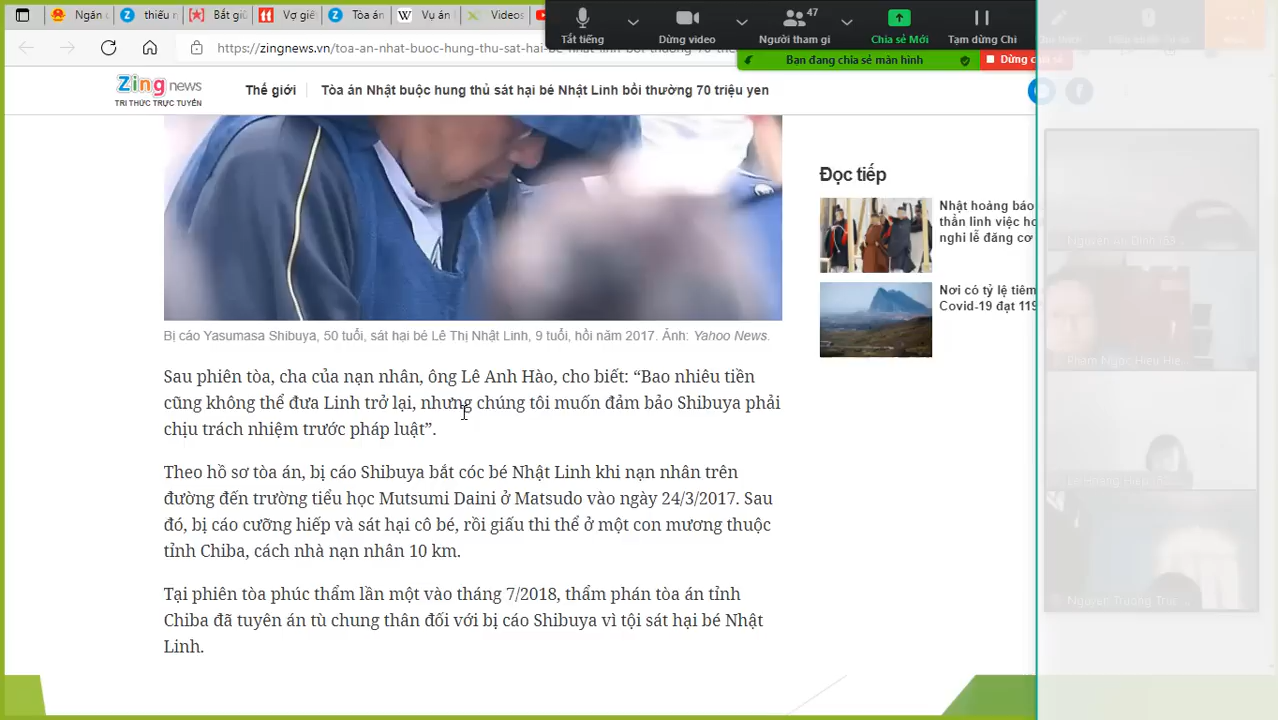 Ngân
thiếu n
Bắt giữ
Vợ giế
Tòa án
Vụ án l
Videos
47
Tắt tiếng
Dừng video
Người tham gi
Chia sẻ Mới
Tạm dừng Chi
Bạn đang chia sẻ màn hình
https://zingnews.vn/toa-an-nhat-buoc-hung-thu-sat-hai-be-nhat-linh-boi-thuong-70-trie
Zing news
TRI THỨC TRỰC TUYẾN
Thế giới
Tòa án Nhật buộc hung thủ sát hại bé Nhật Linh bồi thường 70 triệu yen
Đọc tiếp
Nhật hoàng báo
thần linh việc ho
nghi lễ đăng cơ
Nơi có tỷ lệ tiêm
Covid-19 đạt 119
Bị cáo Yasumasa Shibuya, 50 tuổi, sát hại bé Lê Thị Nhật Linh, 9 tuổi, hồi năm 2017. Ảnh: Yahoo News.
Sau phiên tòa, cha của nạn nhân, ông Lê Anh Hào, cho biết: “Bao nhiêu tiền
cũng không thể đưa Linh trở lại, nhưng chúng tôi muốn đảm bảo Shibuya phải
chịu trách nhiệm trước pháp luật”.
Theo hồ sơ tòa án, bị cáo Shibuya bắt cóc bé Nhật Linh khi nạn nhân trên
đường đến trường tiểu học Mutsumi Daini ở Matsudo vào ngày 24/3/2017. Sau
đó, bị cáo cưỡng hiếp và sát hại cô bé, rồi giấu thi thể ở một con mương thuộc
tỉnh Chiba, cách nhà nạn nhân 10 km.
Tại phiên tòa phúc thẩm lần một vào tháng 7/2018, thẩm phán tòa án tỉnh
Chiba đã tuyên án tù chung thân đối với bị cáo Shibuya vì tội sát hại bé Nhật
Linh.